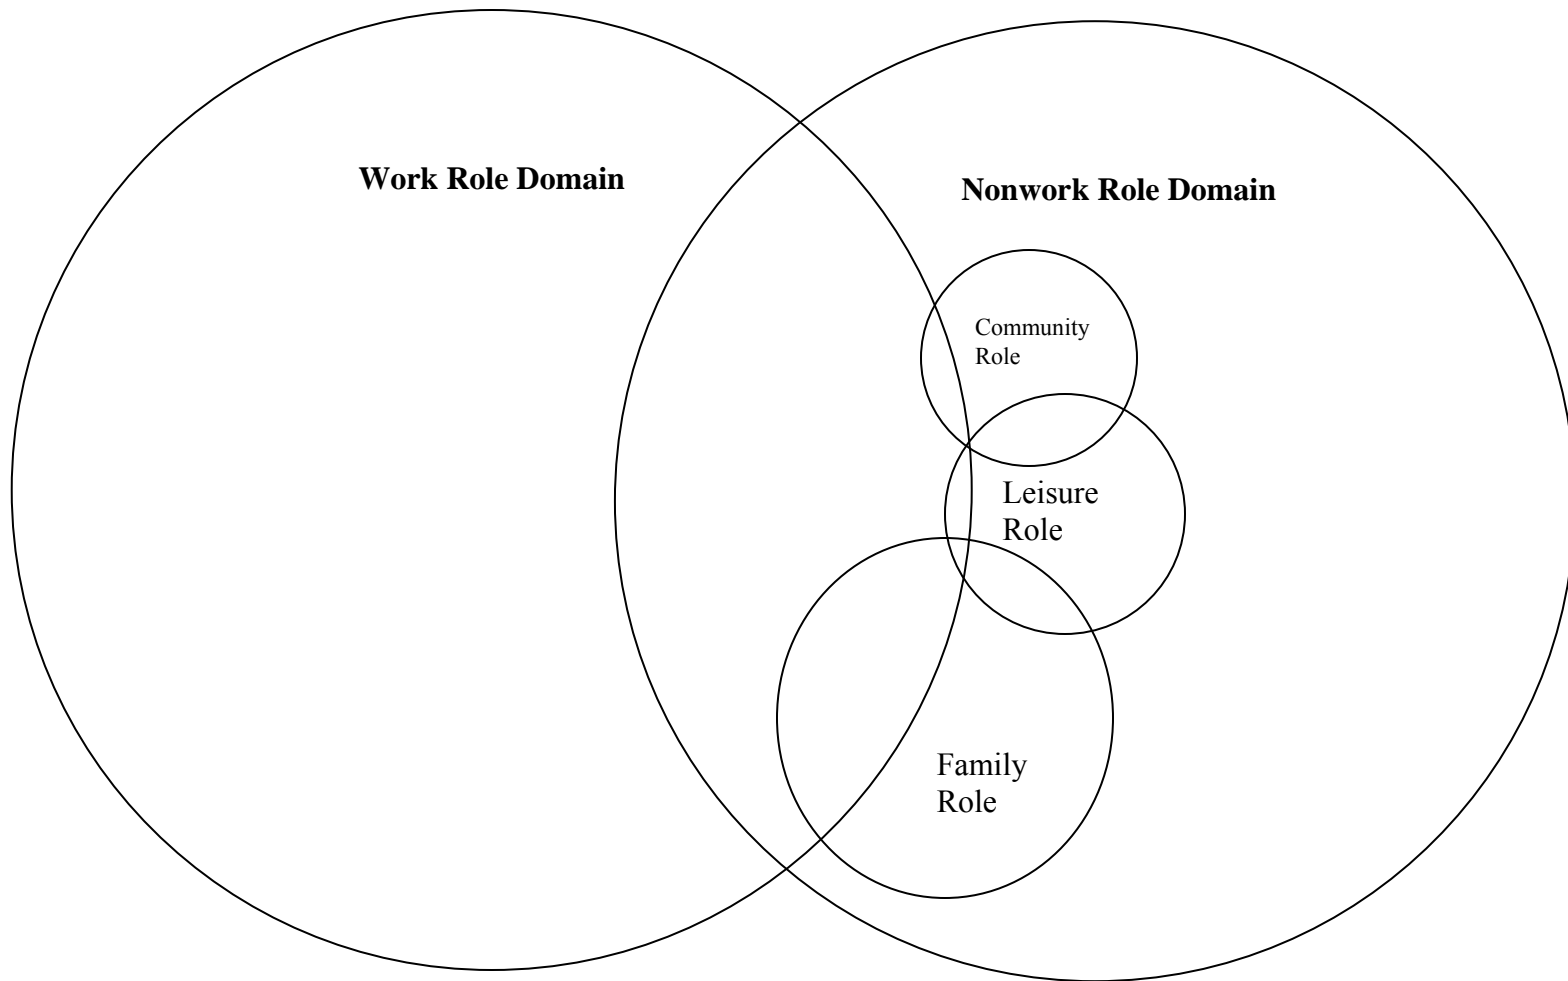 Work Role Domain
Nonwork Role Domain
Community
Role
Leisure
Role
Family
Role